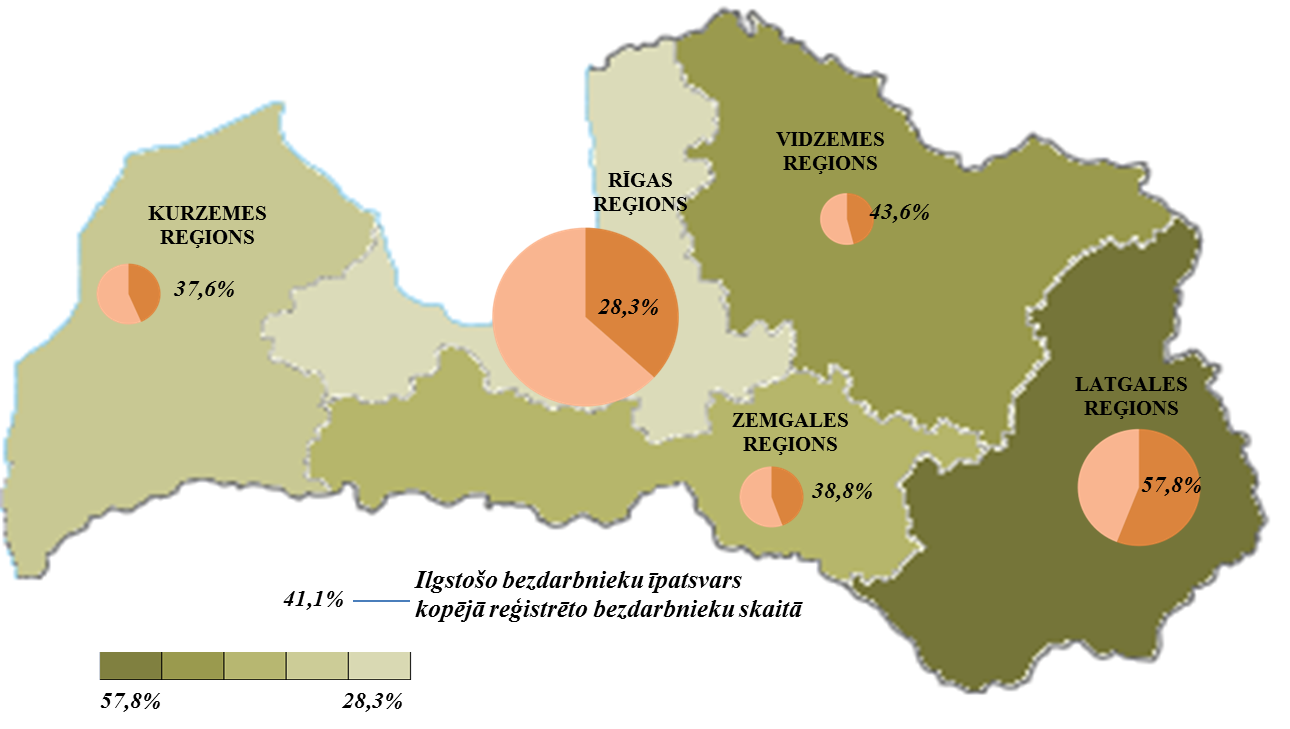 VIDZEMES
REĢIONS
43,6%
RĪGAS
REĢIONS
28,3%
KURZEMES
REĢIONS
37,6%
LATGALES
REĢIONS
57,8%
ZEMGALES
REĢIONS
38,8%
41,1%
Ilgstošo bezdarbnieku īpatsvars
kopējā reģistrēto bezdarbnieku skaitā
57,8%
28,3%